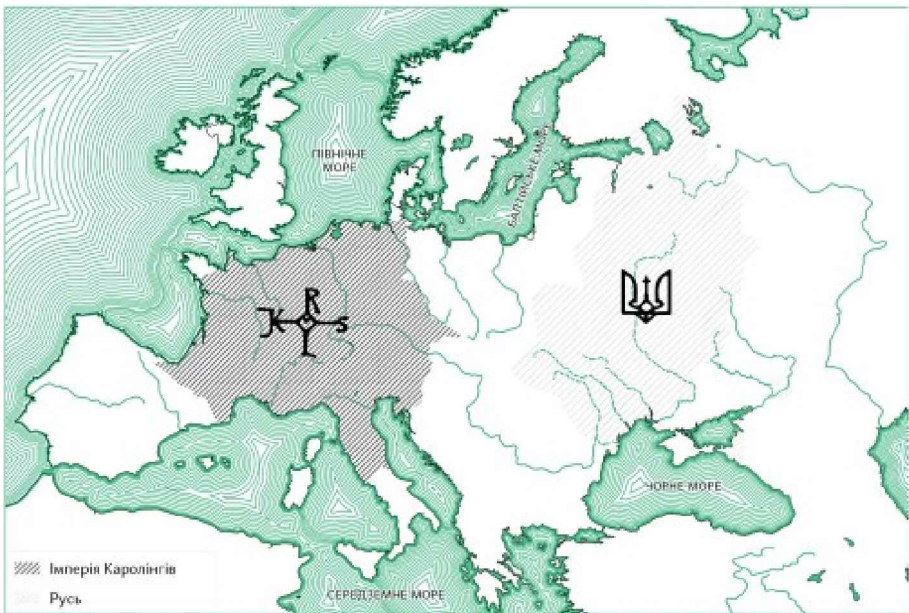 ПІВНІЧНЕ
МОРЕ
БАЛТІЙСЬКЕ МОРЕ
R
K S
L
ЧОРНЕ МОРЕ
СЕРЕДЗЕМНЕ МОРЕ
Імперія Каролінгів
Русь